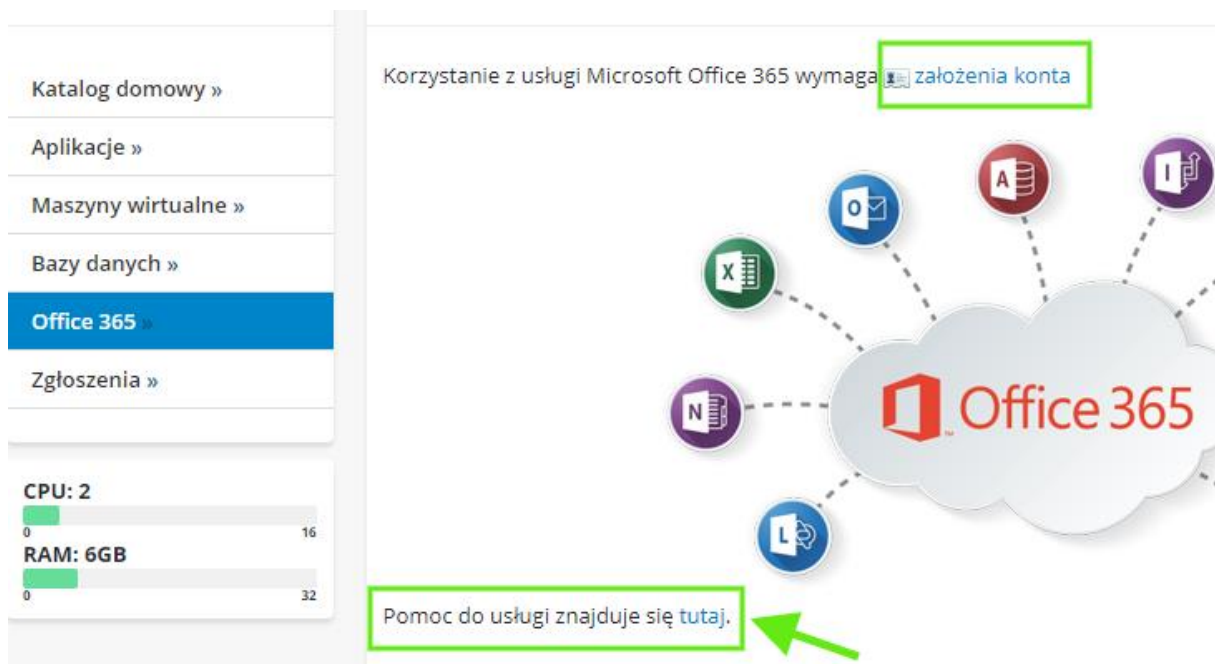 Katalog domowy »
Aplikacje »
Maszyny wirtualne »
Bazy danych »
Office 365 »
Zgłoszenia »
CPU: 2
0 16
RAM: 6GB
0 32
Korzystanie z usługi Microsoft Office 365 wymaga założenia konta
A
I
O
X
N
L
Office 365
Pomoc do usługi znajduje się tutaj.